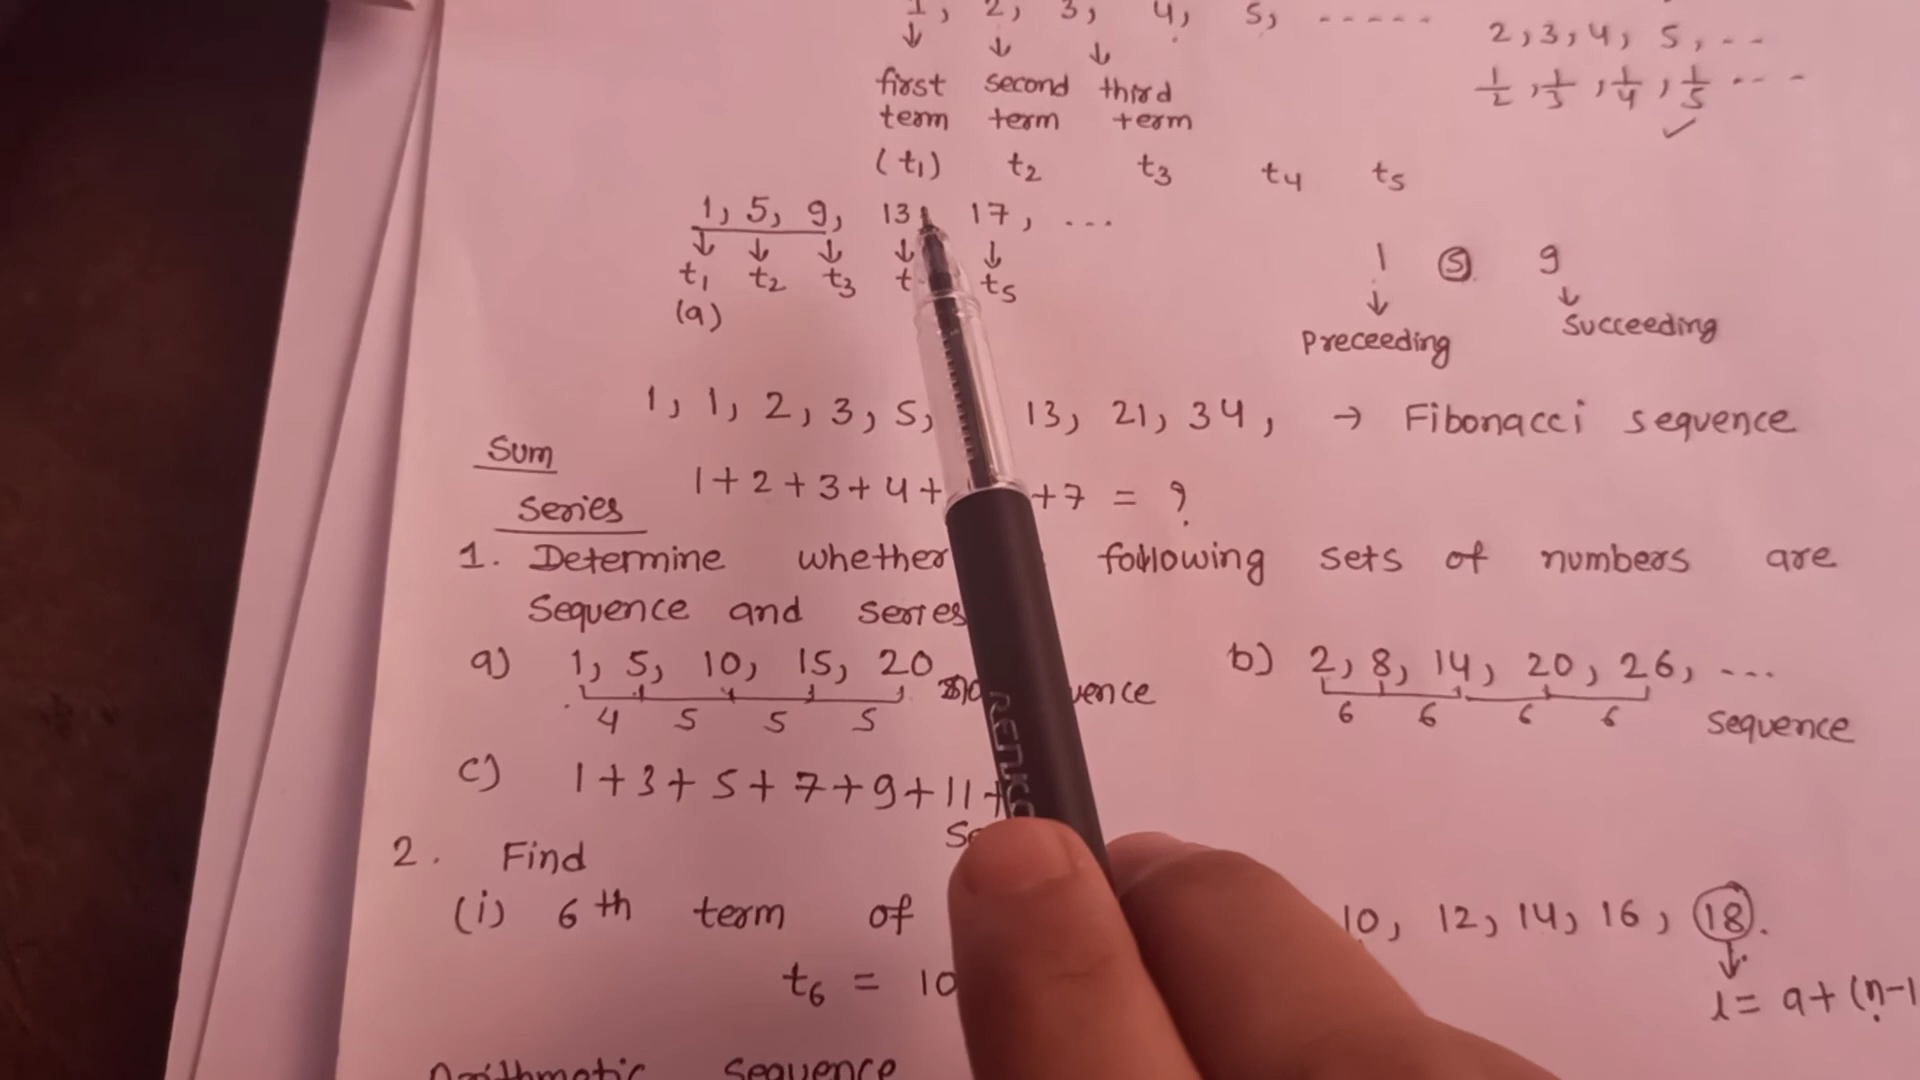 1, 2, 3, 4, 5, -----
2, 3, 4, 5, --
↓ ↓ ↓
first second third
1/2, 1/3, 1/4, 1/5 ---
term term term
(t1) t2 t3 t4 t5
1, 5, 9, 13 17, ...
↓ ↓ ↓ ↓ ↓
t1 t2 t3 t t5
(a)
1 5 9
↓ ↓
Preceeding Succeeding
1, 1, 2, 3, 5, 13, 21, 34, → Fibonacci sequence
Sum
1+2+3+4+ +7 = ?
Series
1. Determine whether following sets of numbers are
Sequence and series
a) 1, 5, 10, 15, 20
4 5 5 5
b) 2, 8, 14, 20, 26, ---
6 6 6 6 Sequence
c) 1+3+5+7+9+11+
2. Find
(i) 6th term of 10, 12, 14, 16, 18.
↓
t6 = 10
l = a+(n-1
Sequence
RENKO